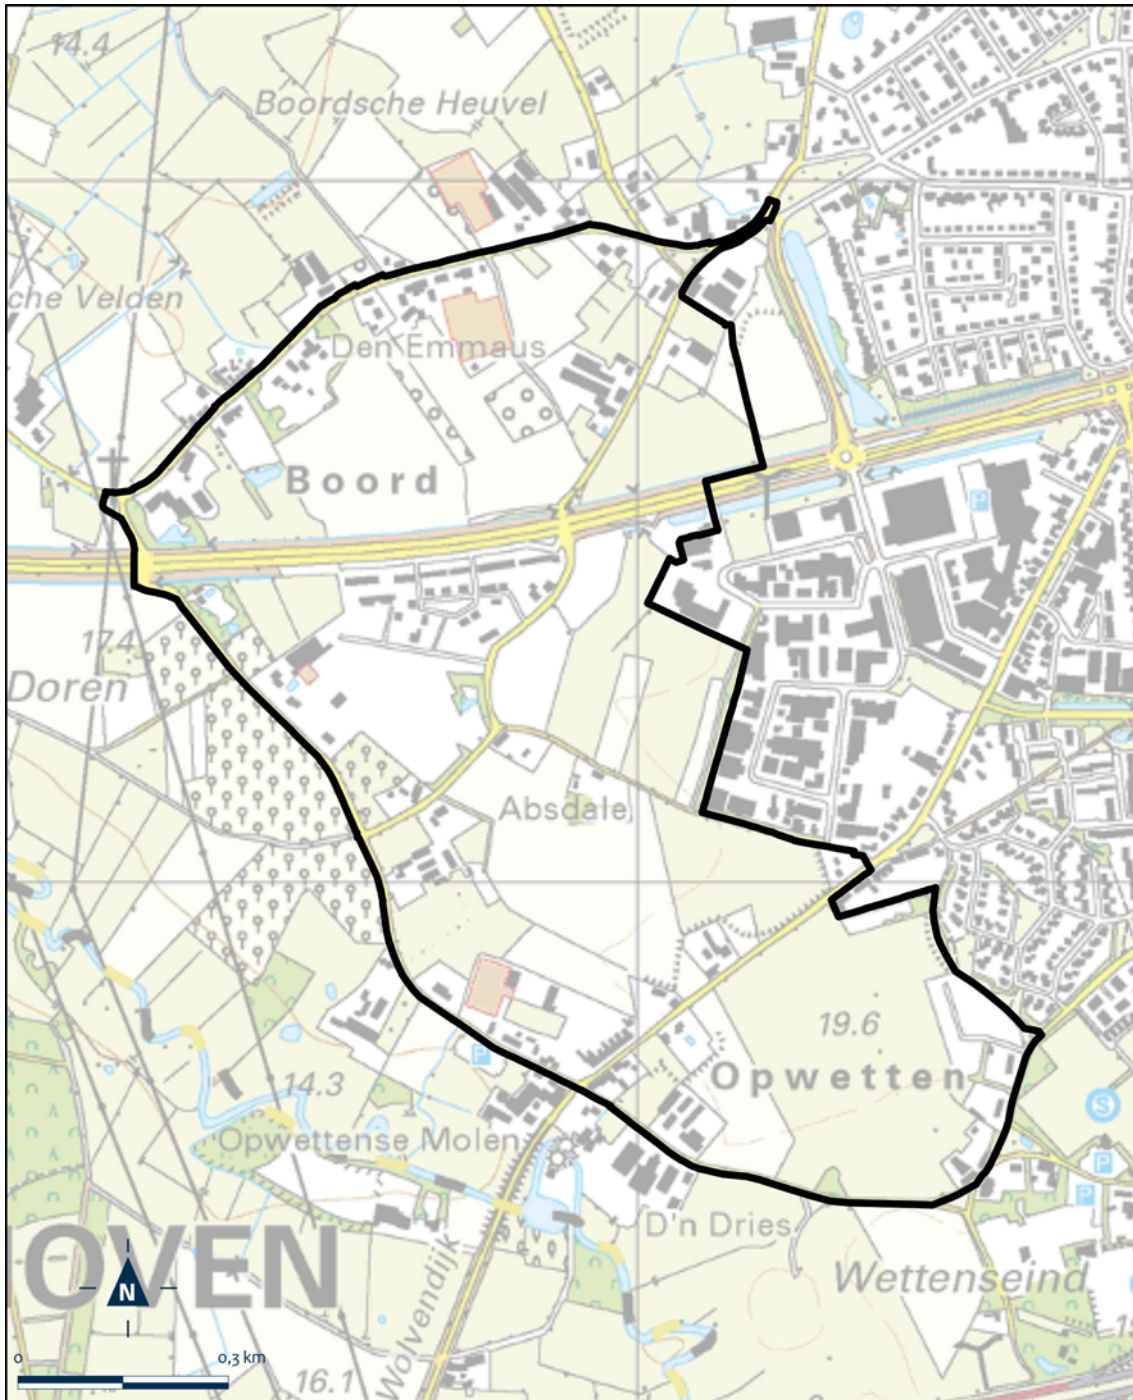 14.4
Boordsche Heuvel
che Velden
Den Emmaus
Boord
P
17.4
Doren
Absdale
19.6
Opwetten
P
14.3
S
Opwettense Molen
P
P
D'n Dries
OVEN
Wettenseind
N
Wolvendijk
0 0,3 km
16.1